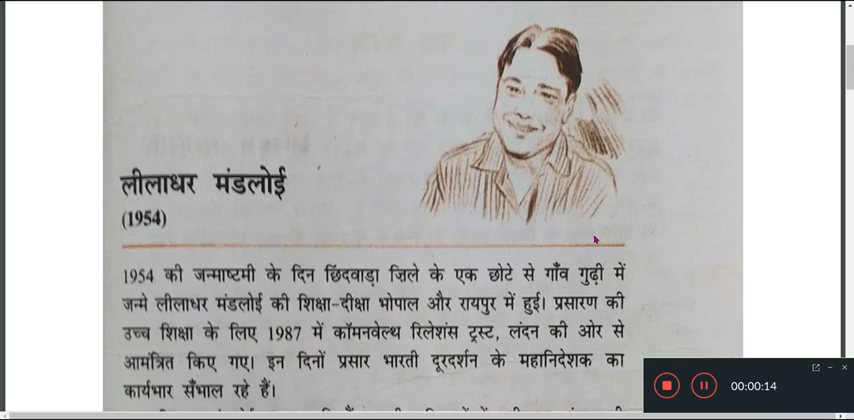 लीलाधर मंडलोई
(1954)
1954 की जन्माष्टमी के दिन छिंदवाड़ा ज़िले के एक छोटे से गाँव गुढ़ी में
जन्मे लीलाधर मंडलोई की शिक्षा-दीक्षा भोपाल और रायपुर में हुई। प्रसारण की
उच्च शिक्षा के लिए 1987 में कॉमनवेल्थ रिलेशंस ट्रस्ट, लंदन की ओर से
आमंत्रित किए गए। इन दिनों प्रसार भारती दूरदर्शन के महानिदेशक का
कार्यभार सँभाल रहे हैं।
00:00:14